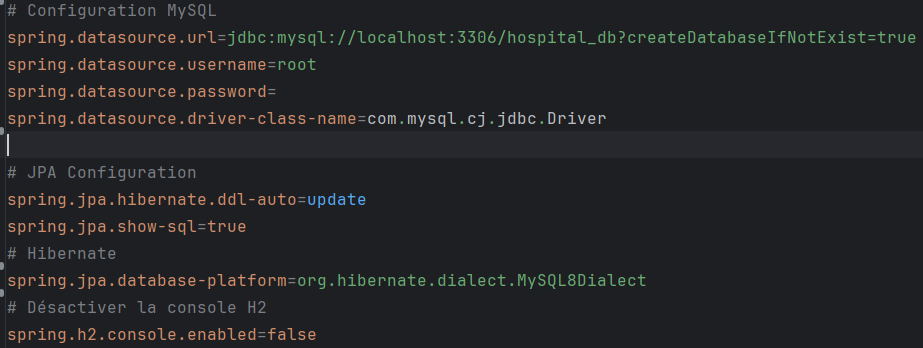 # Configuration MySQL
spring.datasource.url=jdbc:mysql://localhost:3306/hospital_db?createDatabaseIfNotExist=true
spring.datasource.username=root
spring.datasource.password=
spring.datasource.driver-class-name=com.mysql.cj.jdbc.Driver
# JPA Configuration
spring.jpa.hibernate.ddl-auto=update
spring.jpa.show-sql=true
# Hibernate
spring.jpa.database-platform=org.hibernate.dialect.MySQL8Dialect
# Désactiver la console H2
spring.h2.console.enabled=false